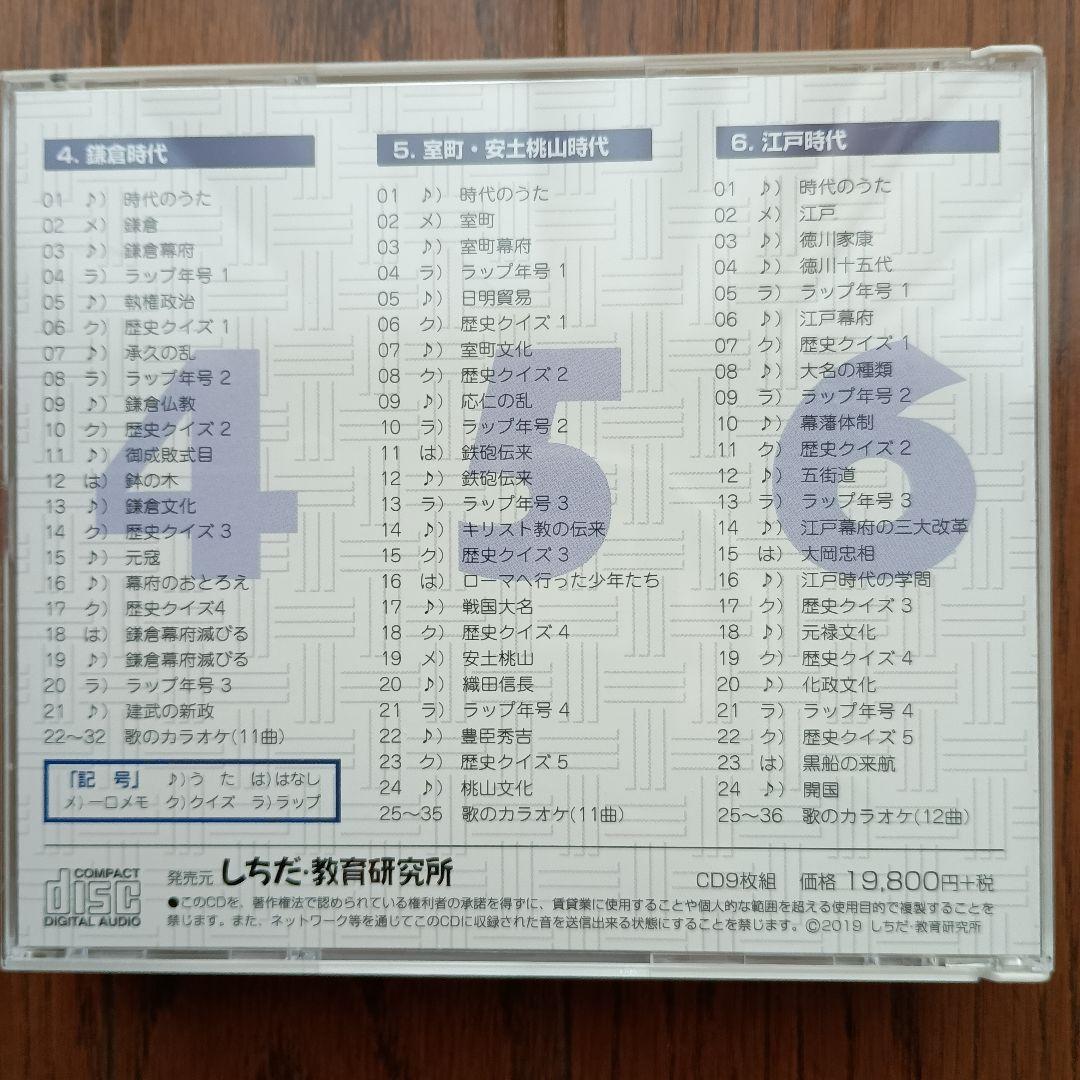 4. 鎌倉時代
01 ♪) 時代のうた
02 メ) 鎌倉
03 ♪) 鎌倉幕府
04 ラ) ラップ年号 1
05 ♪) 執権政治
06 ク) 歴史クイズ 1
07 ♪) 承久の乱
08 ラ) ラップ年号 2
09 ♪) 鎌倉仏教
10 ク) 歴史クイズ 2
11 ♪) 御成敗式目
12 は) 鉢の木
13 ♪) 鎌倉文化
14 ク) 歴史クイズ 3
15 ♪) 元寇
16 ♪) 幕府のおとろえ
17 ク) 歴史クイズ4
18 は) 鎌倉幕府滅びる
19 ♪) 鎌倉幕府滅びる
20 ラ) ラップ年号 3
21 ♪) 建武の新政
22～32 歌のカラオケ(11曲)
「記 号」 ♪)う た は)はなし
メ)一口メモ ク)クイズ ラ)ラップ
5. 室町・安土桃山時代
01 ♪) 時代のうた
02 メ) 室町
03 ♪) 室町幕府
04 ラ) ラップ年号 1
05 ♪) 日明貿易
06 ク) 歴史クイズ 1
07 ♪) 室町文化
08 ク) 歴史クイズ 2
09 ♪) 応仁の乱
10 ラ) ラップ年号 2
11 は) 鉄砲伝来
12 ♪) 鉄砲伝来
13 ラ) ラップ年号 3
14 ♪) キリスト教の伝来
15 ク) 歴史クイズ 3
16 は) ローマへ行った少年たち
17 ♪) 戦国大名
18 ク) 歴史クイズ 4
19 メ) 安土桃山
20 ♪) 織田信長
21 ラ) ラップ年号 4
22 ♪) 豊臣秀吉
23 ク) 歴史クイズ 5
24 ♪) 桃山文化
25～35 歌のカラオケ(11曲)
6. 江戸時代
01 ♪) 時代のうた
02 メ) 江戸
03 ♪) 徳川家康
04 ♪) 徳川十五代
05 ラ) ラップ年号 1
06 ♪) 江戸幕府
07 ク) 歴史クイズ 1
08 ♪) 大名の種類
09 ラ) ラップ年号 2
10 ♪) 幕藩体制
11 ク) 歴史クイズ 2
12 ♪) 五街道
13 ラ) ラップ年号 3
14 ♪) 江戸幕府の三大改革
15 は) 大岡忠相
16 ♪) 江戸時代の学問
17 ク) 歴史クイズ 3
18 ♪) 元禄文化
19 ク) 歴史クイズ 4
20 ♪) 化政文化
21 ラ) ラップ年号 4
22 ク) 歴史クイズ 5
23 は) 黒船の来航
24 ♪) 開国
25～36 歌のカラオケ(12曲)
4 5 6
COMPACT
disc
DIGITAL AUDIO
発売元 しちだ・教育研究所
CD9枚組 価格 19,800円+税
●このCDを、著作権法で認められている権利者の承諾を得ずに、賃貸業に使用することや個人的な範囲を超える使用目的で複製することを
禁じます。また、ネットワーク等を通じてこのCDに収録された音を送信出来る状態にすることを禁じます。©2019 しちだ・教育研究所